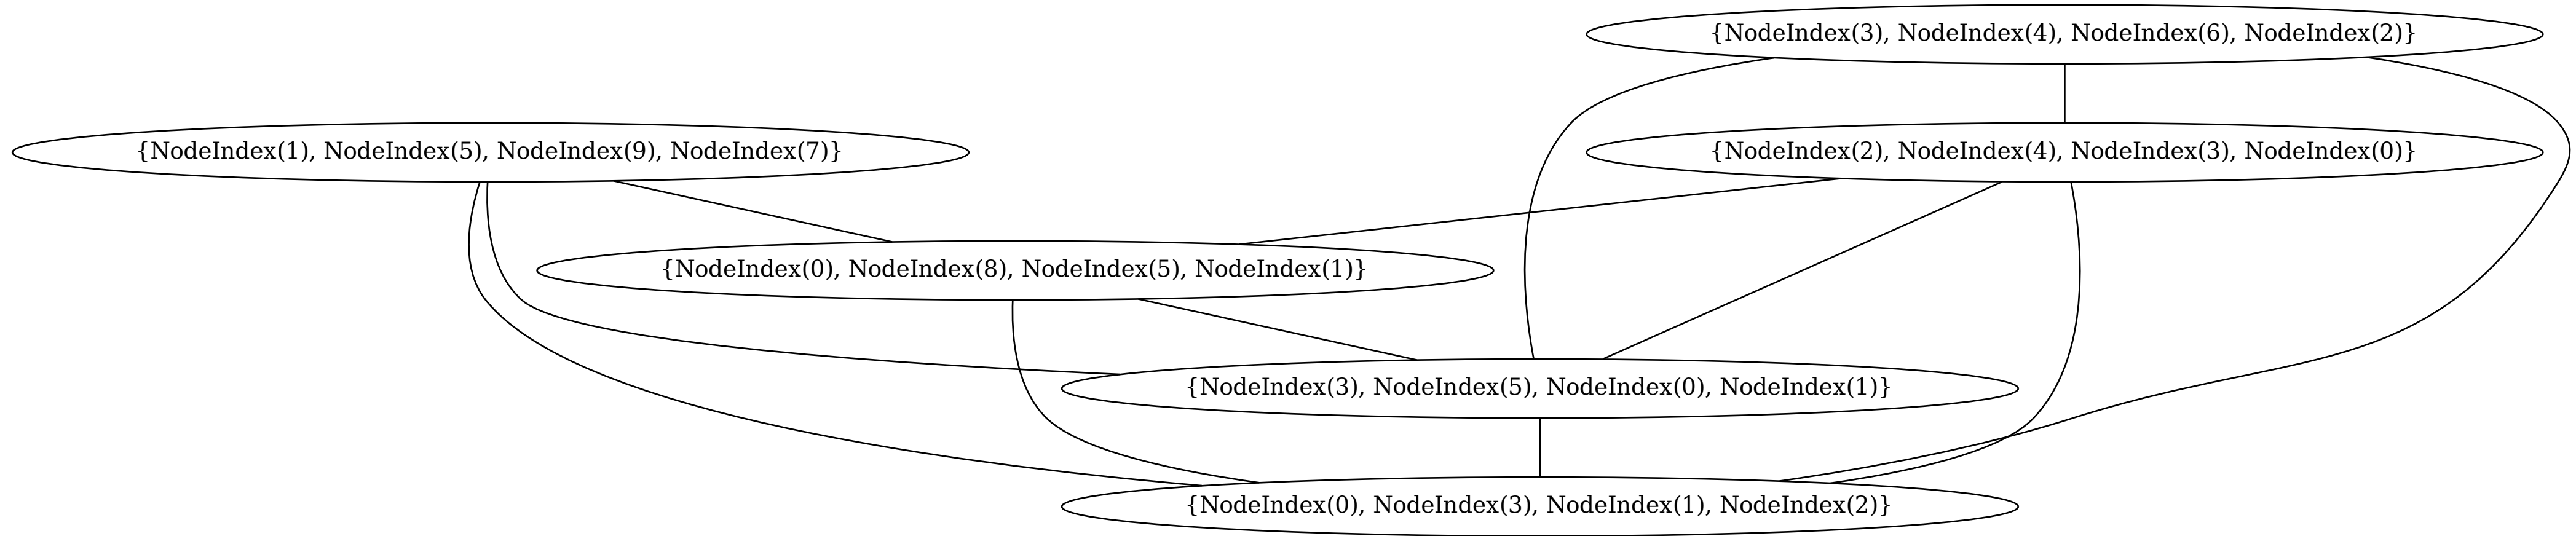 {NodeIndex(3), NodeIndex(4), NodeIndex(6), NodeIndex(2)}
{NodeIndex(1), NodeIndex(5), NodeIndex(9), NodeIndex(7)}
{NodeIndex(2), NodeIndex(4), NodeIndex(3), NodeIndex(0)}
{NodeIndex(0), NodeIndex(8), NodeIndex(5), NodeIndex(1)}
{NodeIndex(3), NodeIndex(5), NodeIndex(0), NodeIndex(1)}
{NodeIndex(0), NodeIndex(3), NodeIndex(1), NodeIndex(2)}